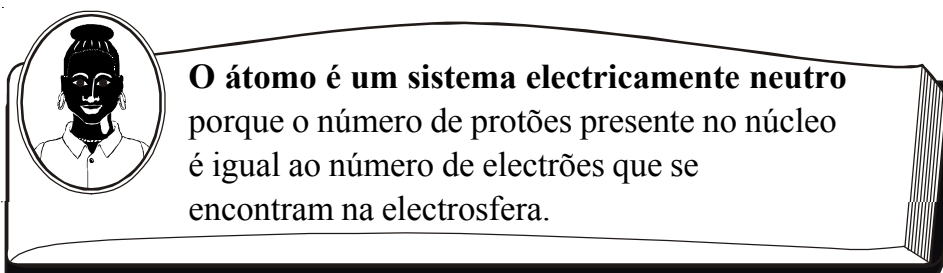 O átomo é um sistema electricamente neutro
porque o número de protões presente no núcleo
é igual ao número de electrões que se
encontram na electrosfera.